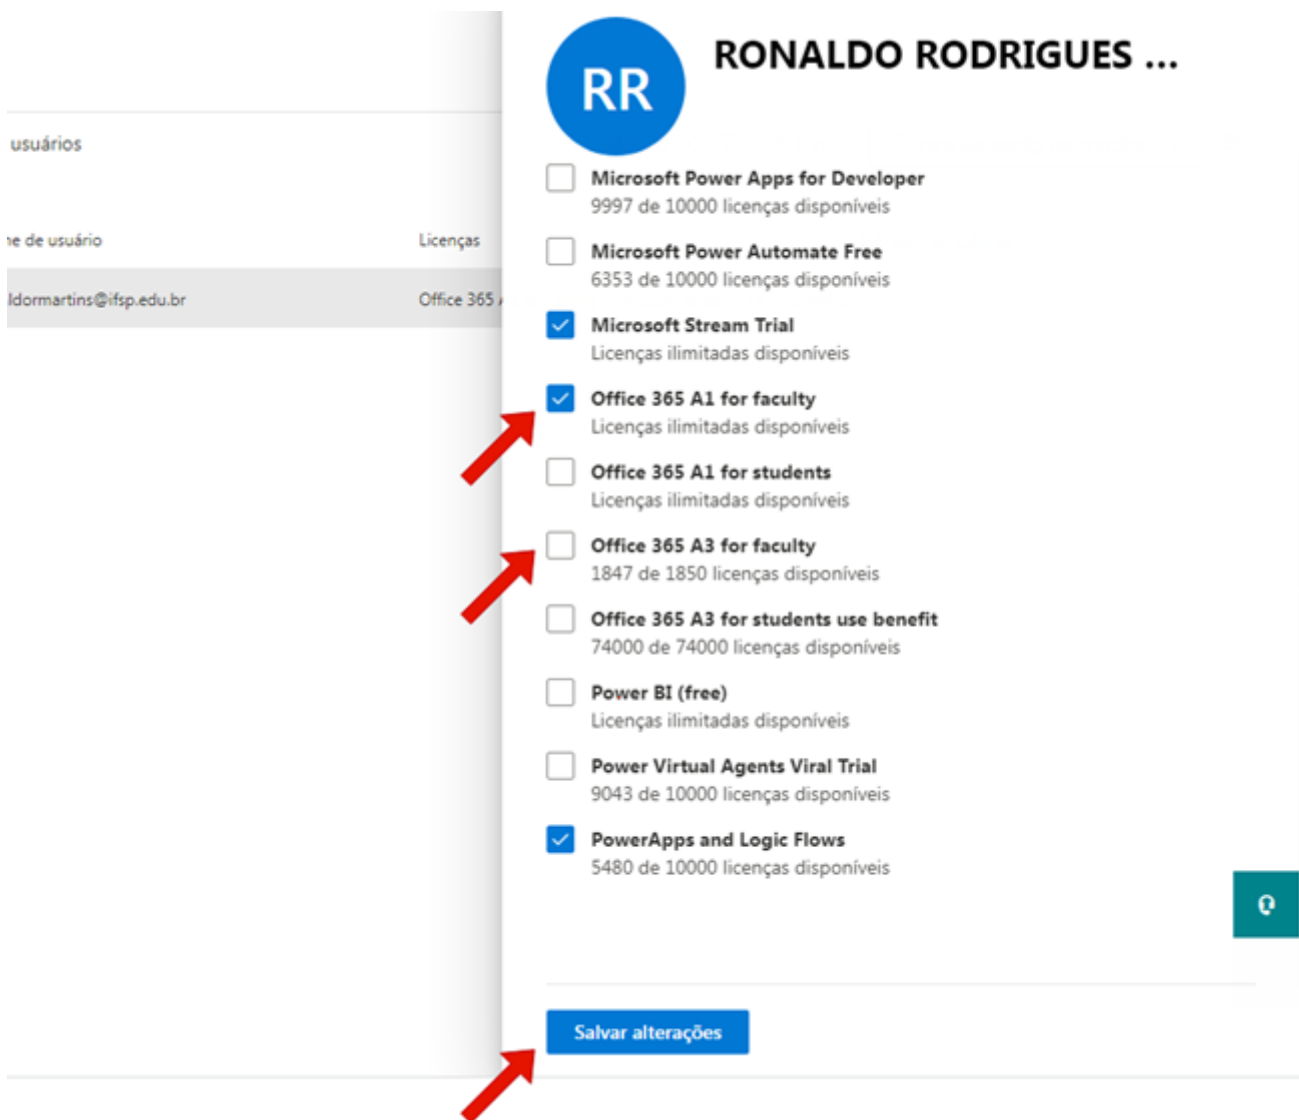 RR
RONALDO RODRIGUES ...
usuários
ne de usuário
Licenças
ldormartins@ifsp.edu.br
Office 365
Microsoft Power Apps for Developer
9997 de 10000 licenças disponíveis
Microsoft Power Automate Free
6353 de 10000 licenças disponíveis
Microsoft Stream Trial
Licenças ilimitadas disponíveis
Office 365 A1 for faculty
Licenças ilimitadas disponíveis
Office 365 A1 for students
Licenças ilimitadas disponíveis
Office 365 A3 for faculty
1847 de 1850 licenças disponíveis
Office 365 A3 for students use benefit
74000 de 74000 licenças disponíveis
Power BI (free)
Licenças ilimitadas disponíveis
Power Virtual Agents Viral Trial
9043 de 10000 licenças disponíveis
PowerApps and Logic Flows
5480 de 10000 licenças disponíveis
Salvar alterações